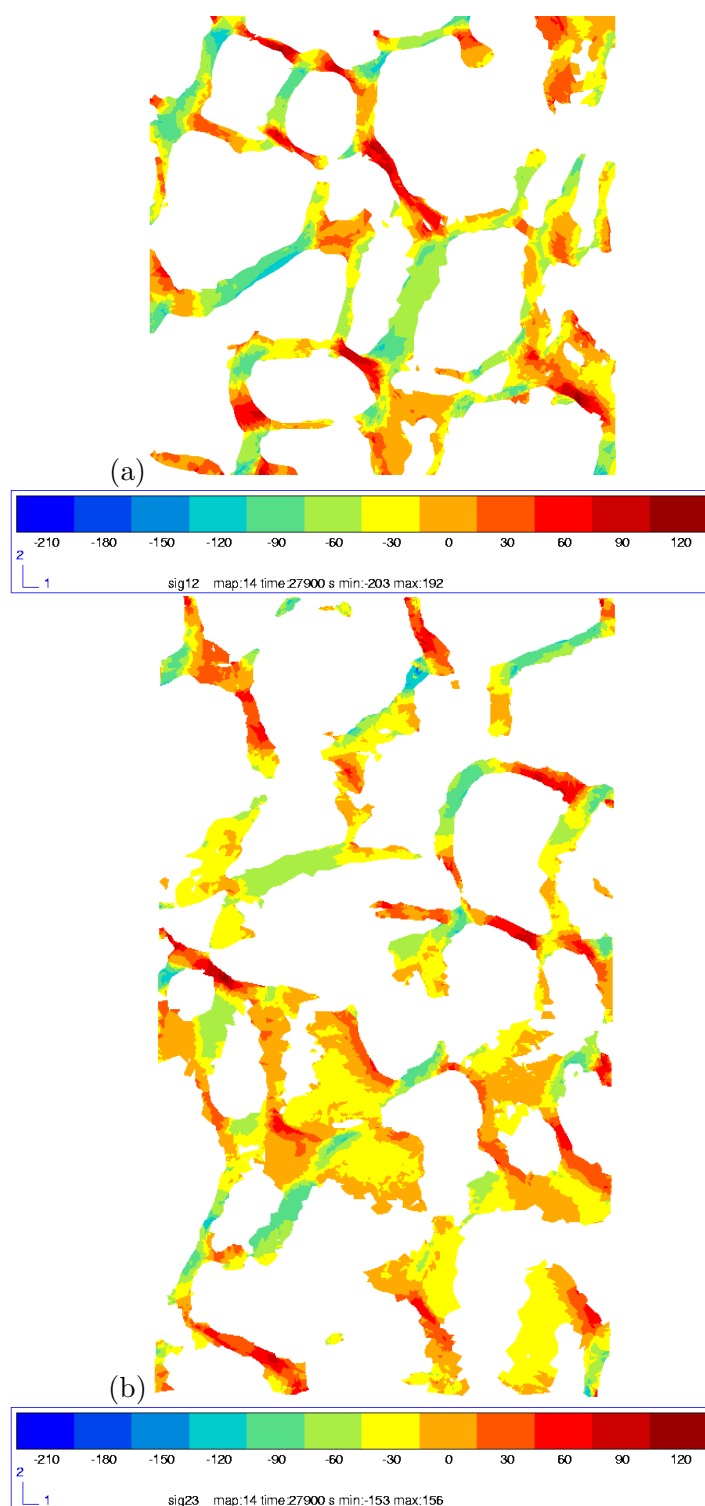 (a)
-210 -180 -150 -120 -90 -60 -30 0 30 60 90 120
2
1
sig12 map:14 time:27900 s min:-203 max:192
(b)
-210 -180 -150 -120 -90 -60 -30 0 30 60 90 120
2
1
sig23 map:14 time:27900 s min:-153 max:156